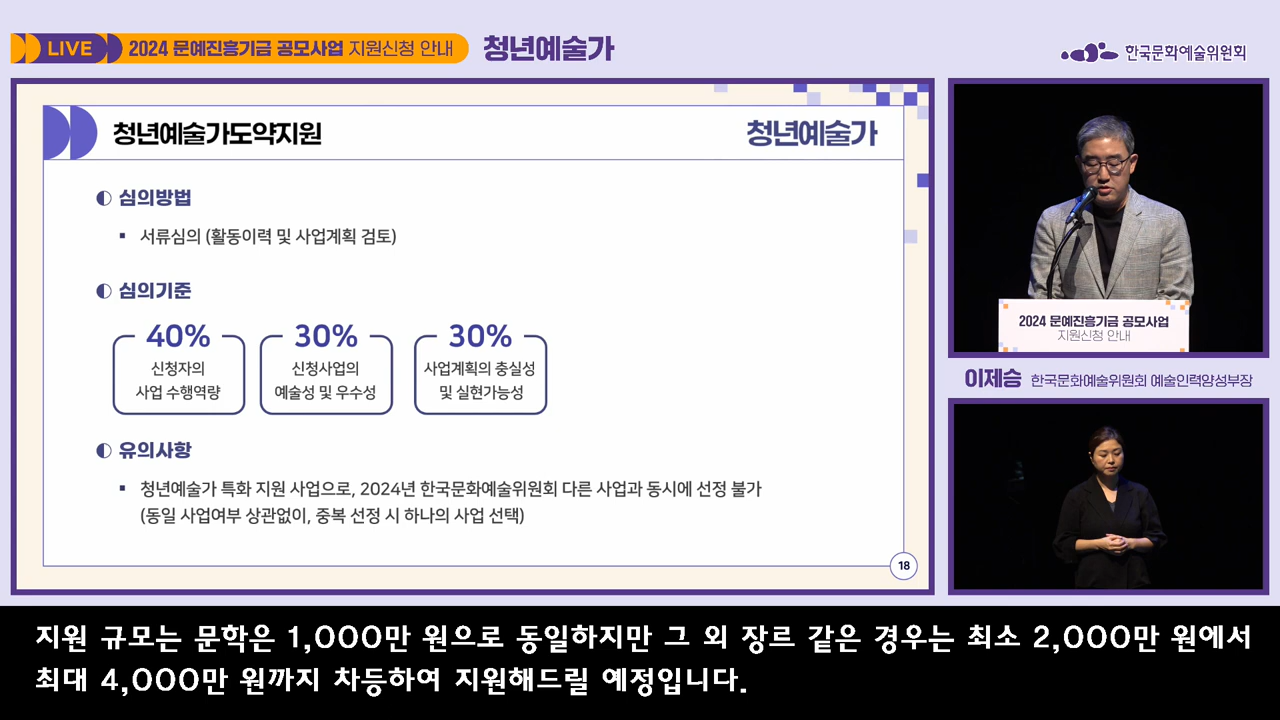 LIVE 2024 문예진흥기금 공모사업 지원신청 안내 청년예술가
한국문화예술위원회
청년예술가도약지원
청년예술가
심의방법
서류심의 (활동이력 및 사업계획 검토)
심의기준
40%
신청자의
사업 수행역량
30%
신청사업의
예술성 및 우수성
30%
사업계획의 충실성
및 실현가능성
유의사항
청년예술가 특화 지원 사업으로, 2024년 한국문화예술위원회 다른 사업과 동시에 선정 불가
(동일 사업여부 상관없이, 중복 선정 시 하나의 사업 선택)
18
2024 문예진흥기금 공모사업
지원신청 안내
이제승 한국문화예술위원회 예술인력양성부장
지원 규모는 문학은 1,000만 원으로 동일하지만 그 외 장르 같은 경우는 최소 2,000만 원에서
최대 4,000만 원까지 차등하여 지원해드릴 예정입니다.